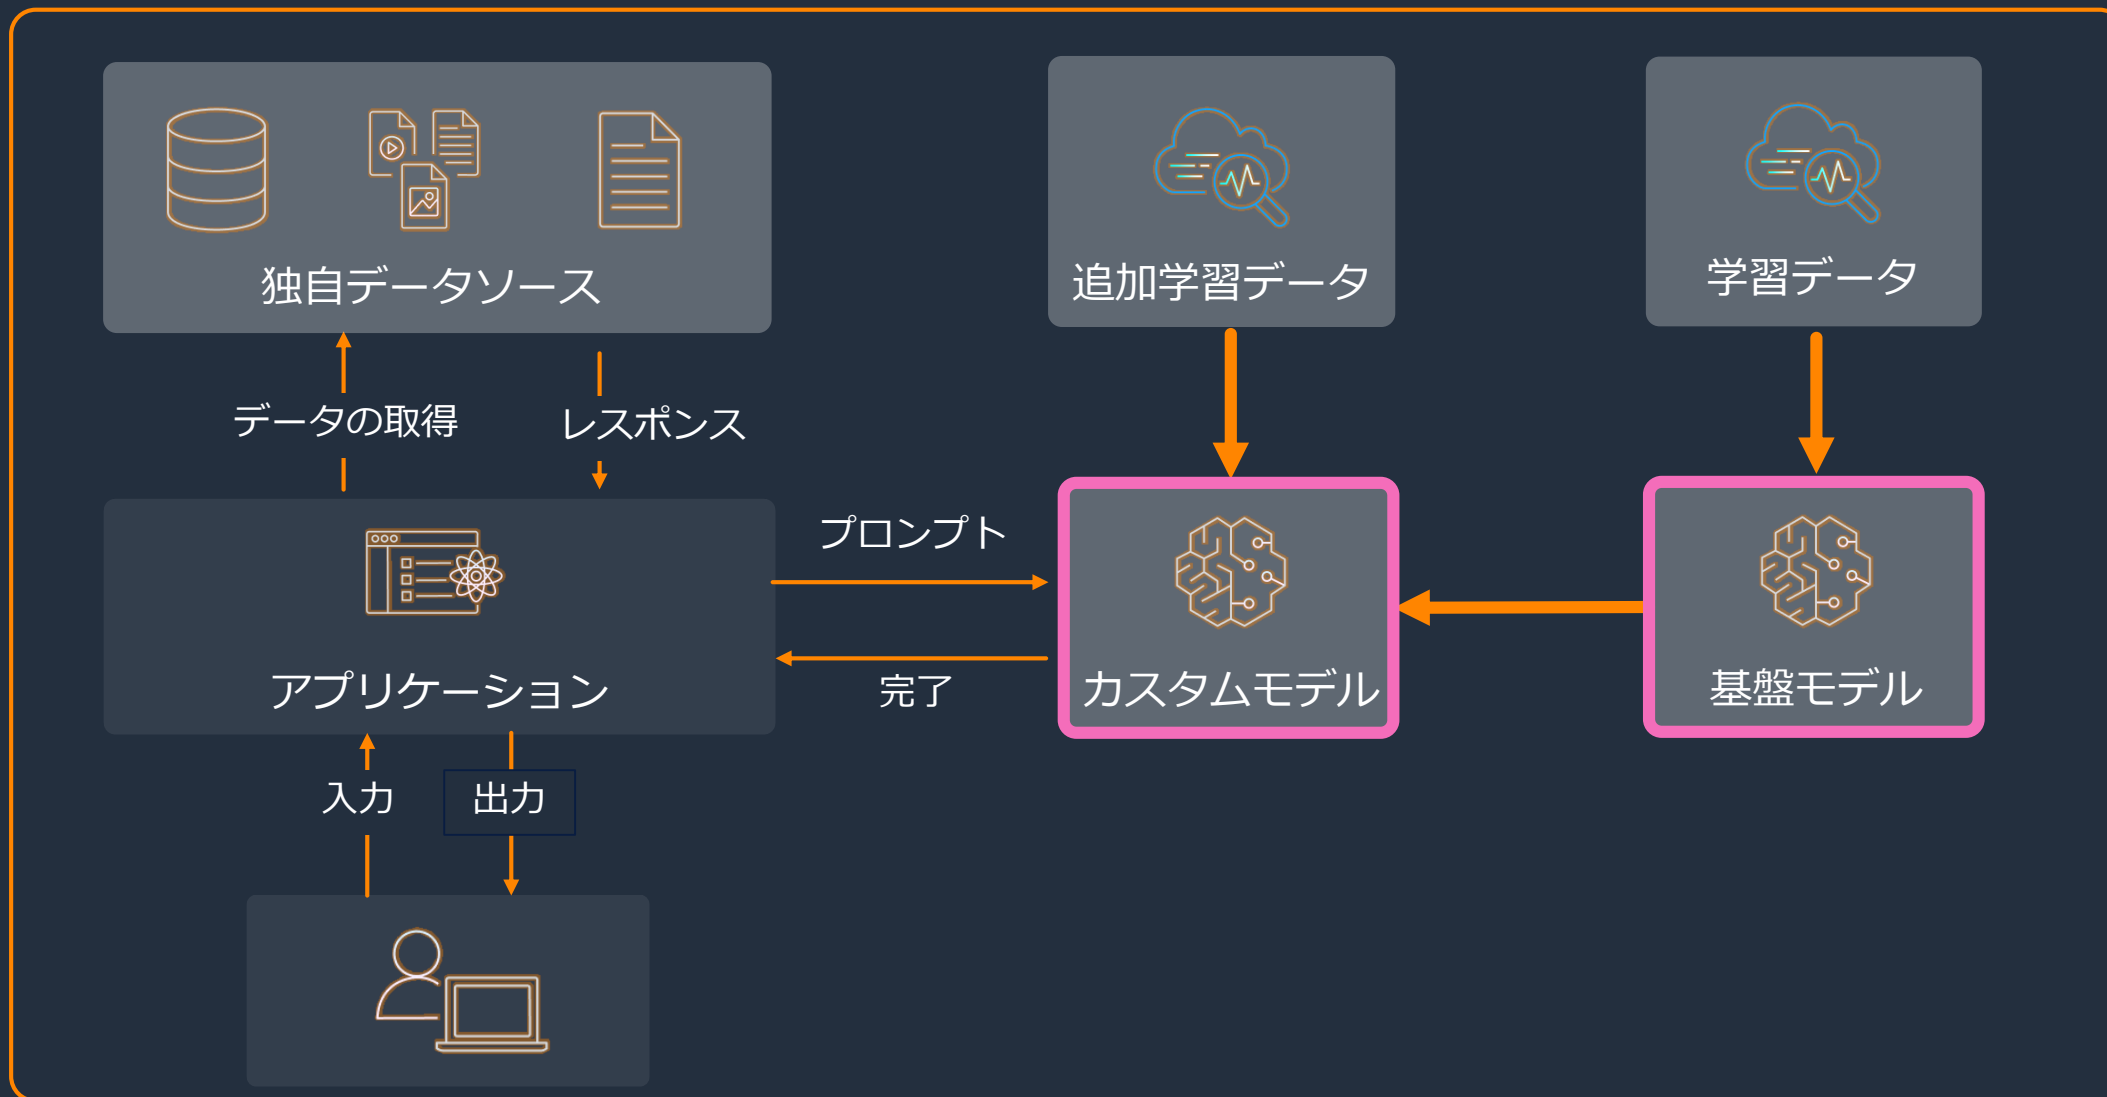 独自データソース
追加学習データ
学習データ
データの取得
レスポンス
プロンプト
アプリケーション
完了
カスタムモデル
基盤モデル
入力
出力